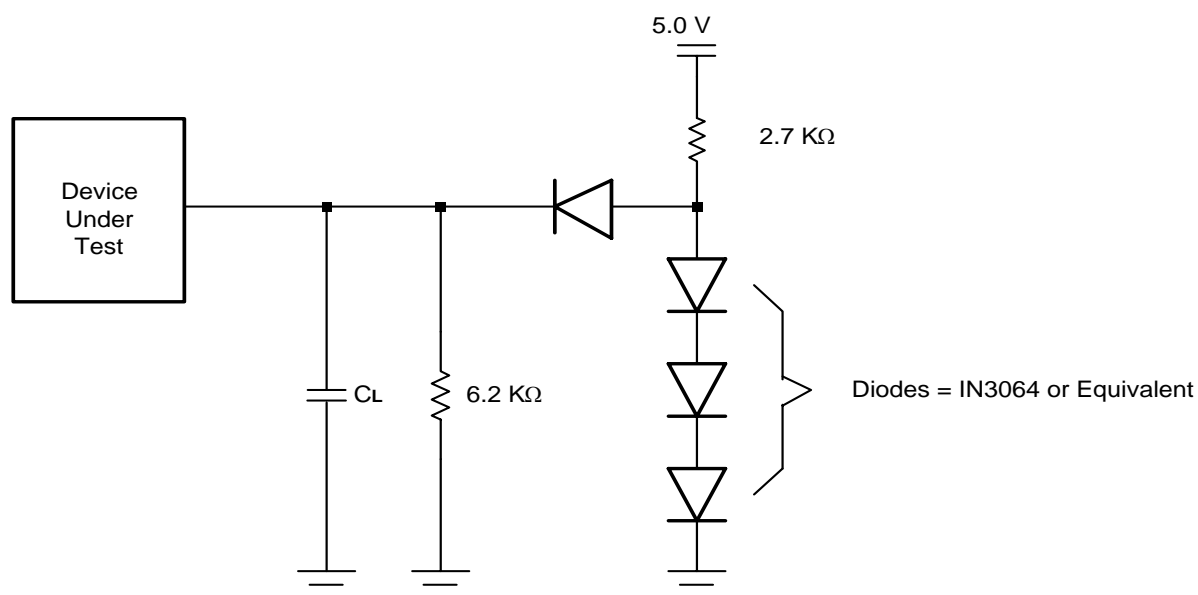 5.0 V
2.7 KΩ
Device
Under
Test
CL
6.2 KΩ
Diodes = IN3064 or Equivalent